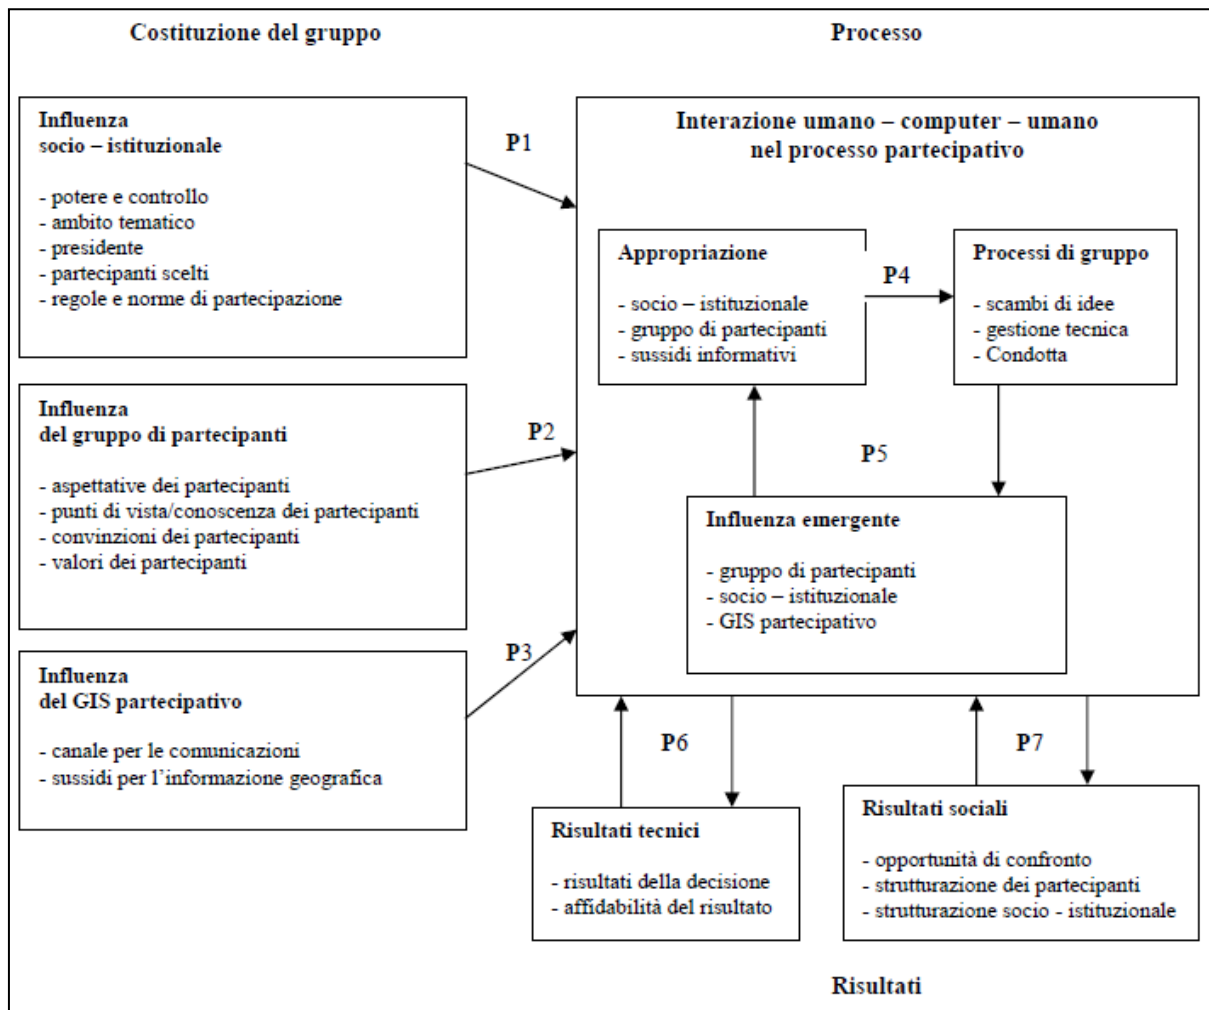 Costituzione del gruppo
Processo
Influenza
socio – istituzionale
- potere e controllo
- ambito tematico
- presidente
- partecipanti scelti
- regole e norme di partecipazione
P1
Interazione umano – computer – umano
nel processo partecipativo
Appropriazione
- socio – istituzionale
- gruppo di partecipanti
- sussidi informativi
P4
Processi di gruppo
- scambi di idee
- gestione tecnica
- Condotta
Influenza
del gruppo di partecipanti
- aspettative dei partecipanti
- punti di vista/conoscenza dei partecipanti
- convinzioni dei partecipanti
- valori dei partecipanti
P2
P5
Influenza emergente
- gruppo di partecipanti
- socio – istituzionale
- GIS partecipativo
Influenza
del GIS partecipativo
- canale per le comunicazioni
- sussidi per l’informazione geografica
P3
P6
P7
Risultati tecnici
- risultati della decisione
- affidabilità del risultato
Risultati sociali
- opportunità di confronto
- strutturazione dei partecipanti
- strutturazione socio - istituzionale
Risultati